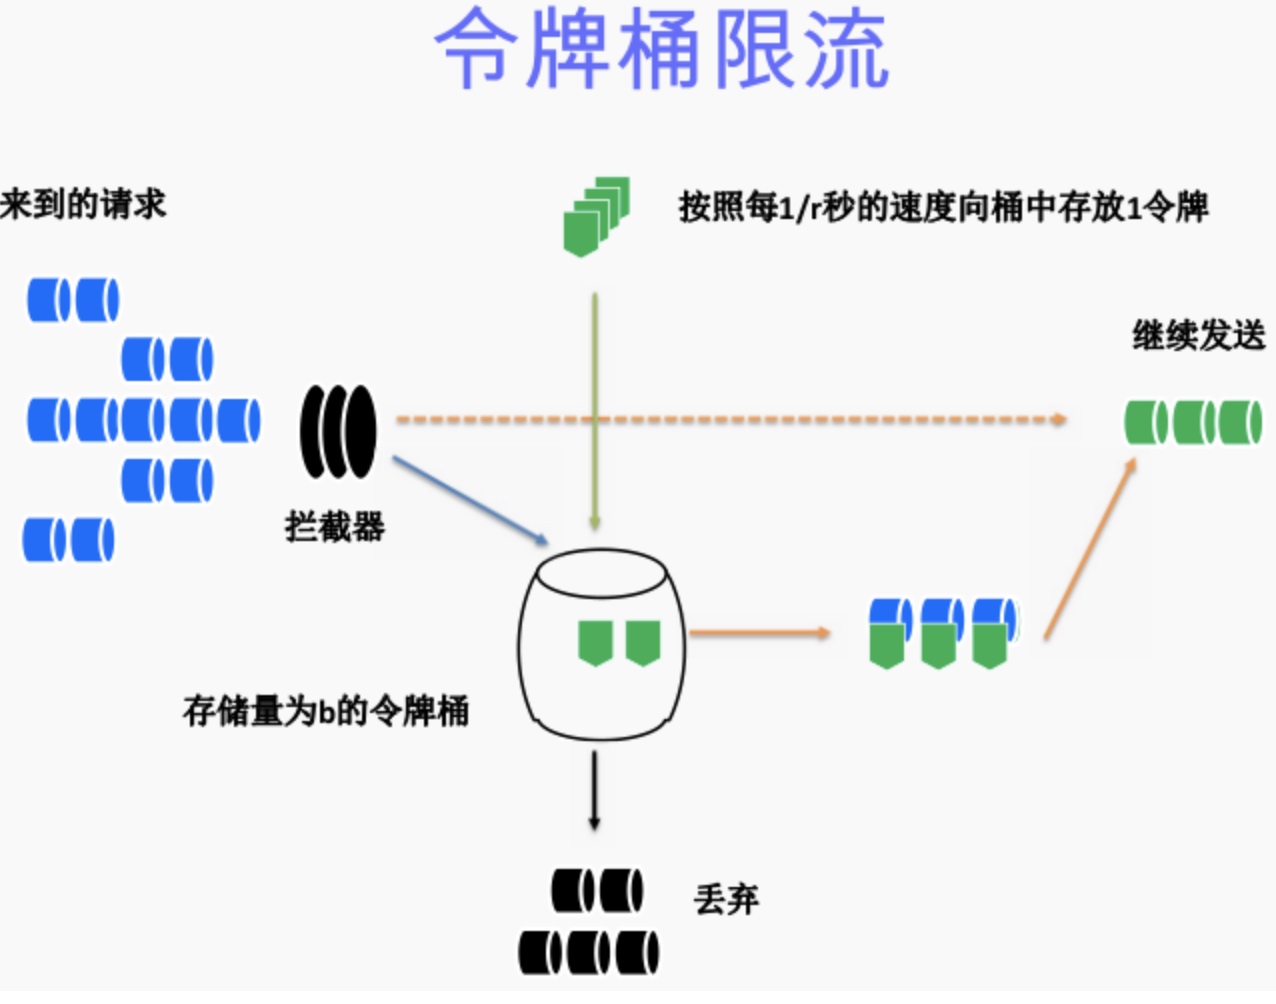 令牌桶限流
来到的请求
按照每1/r秒的速度向桶中存放1令牌
继续发送
拦截器
存储量为b的令牌桶
丢弃